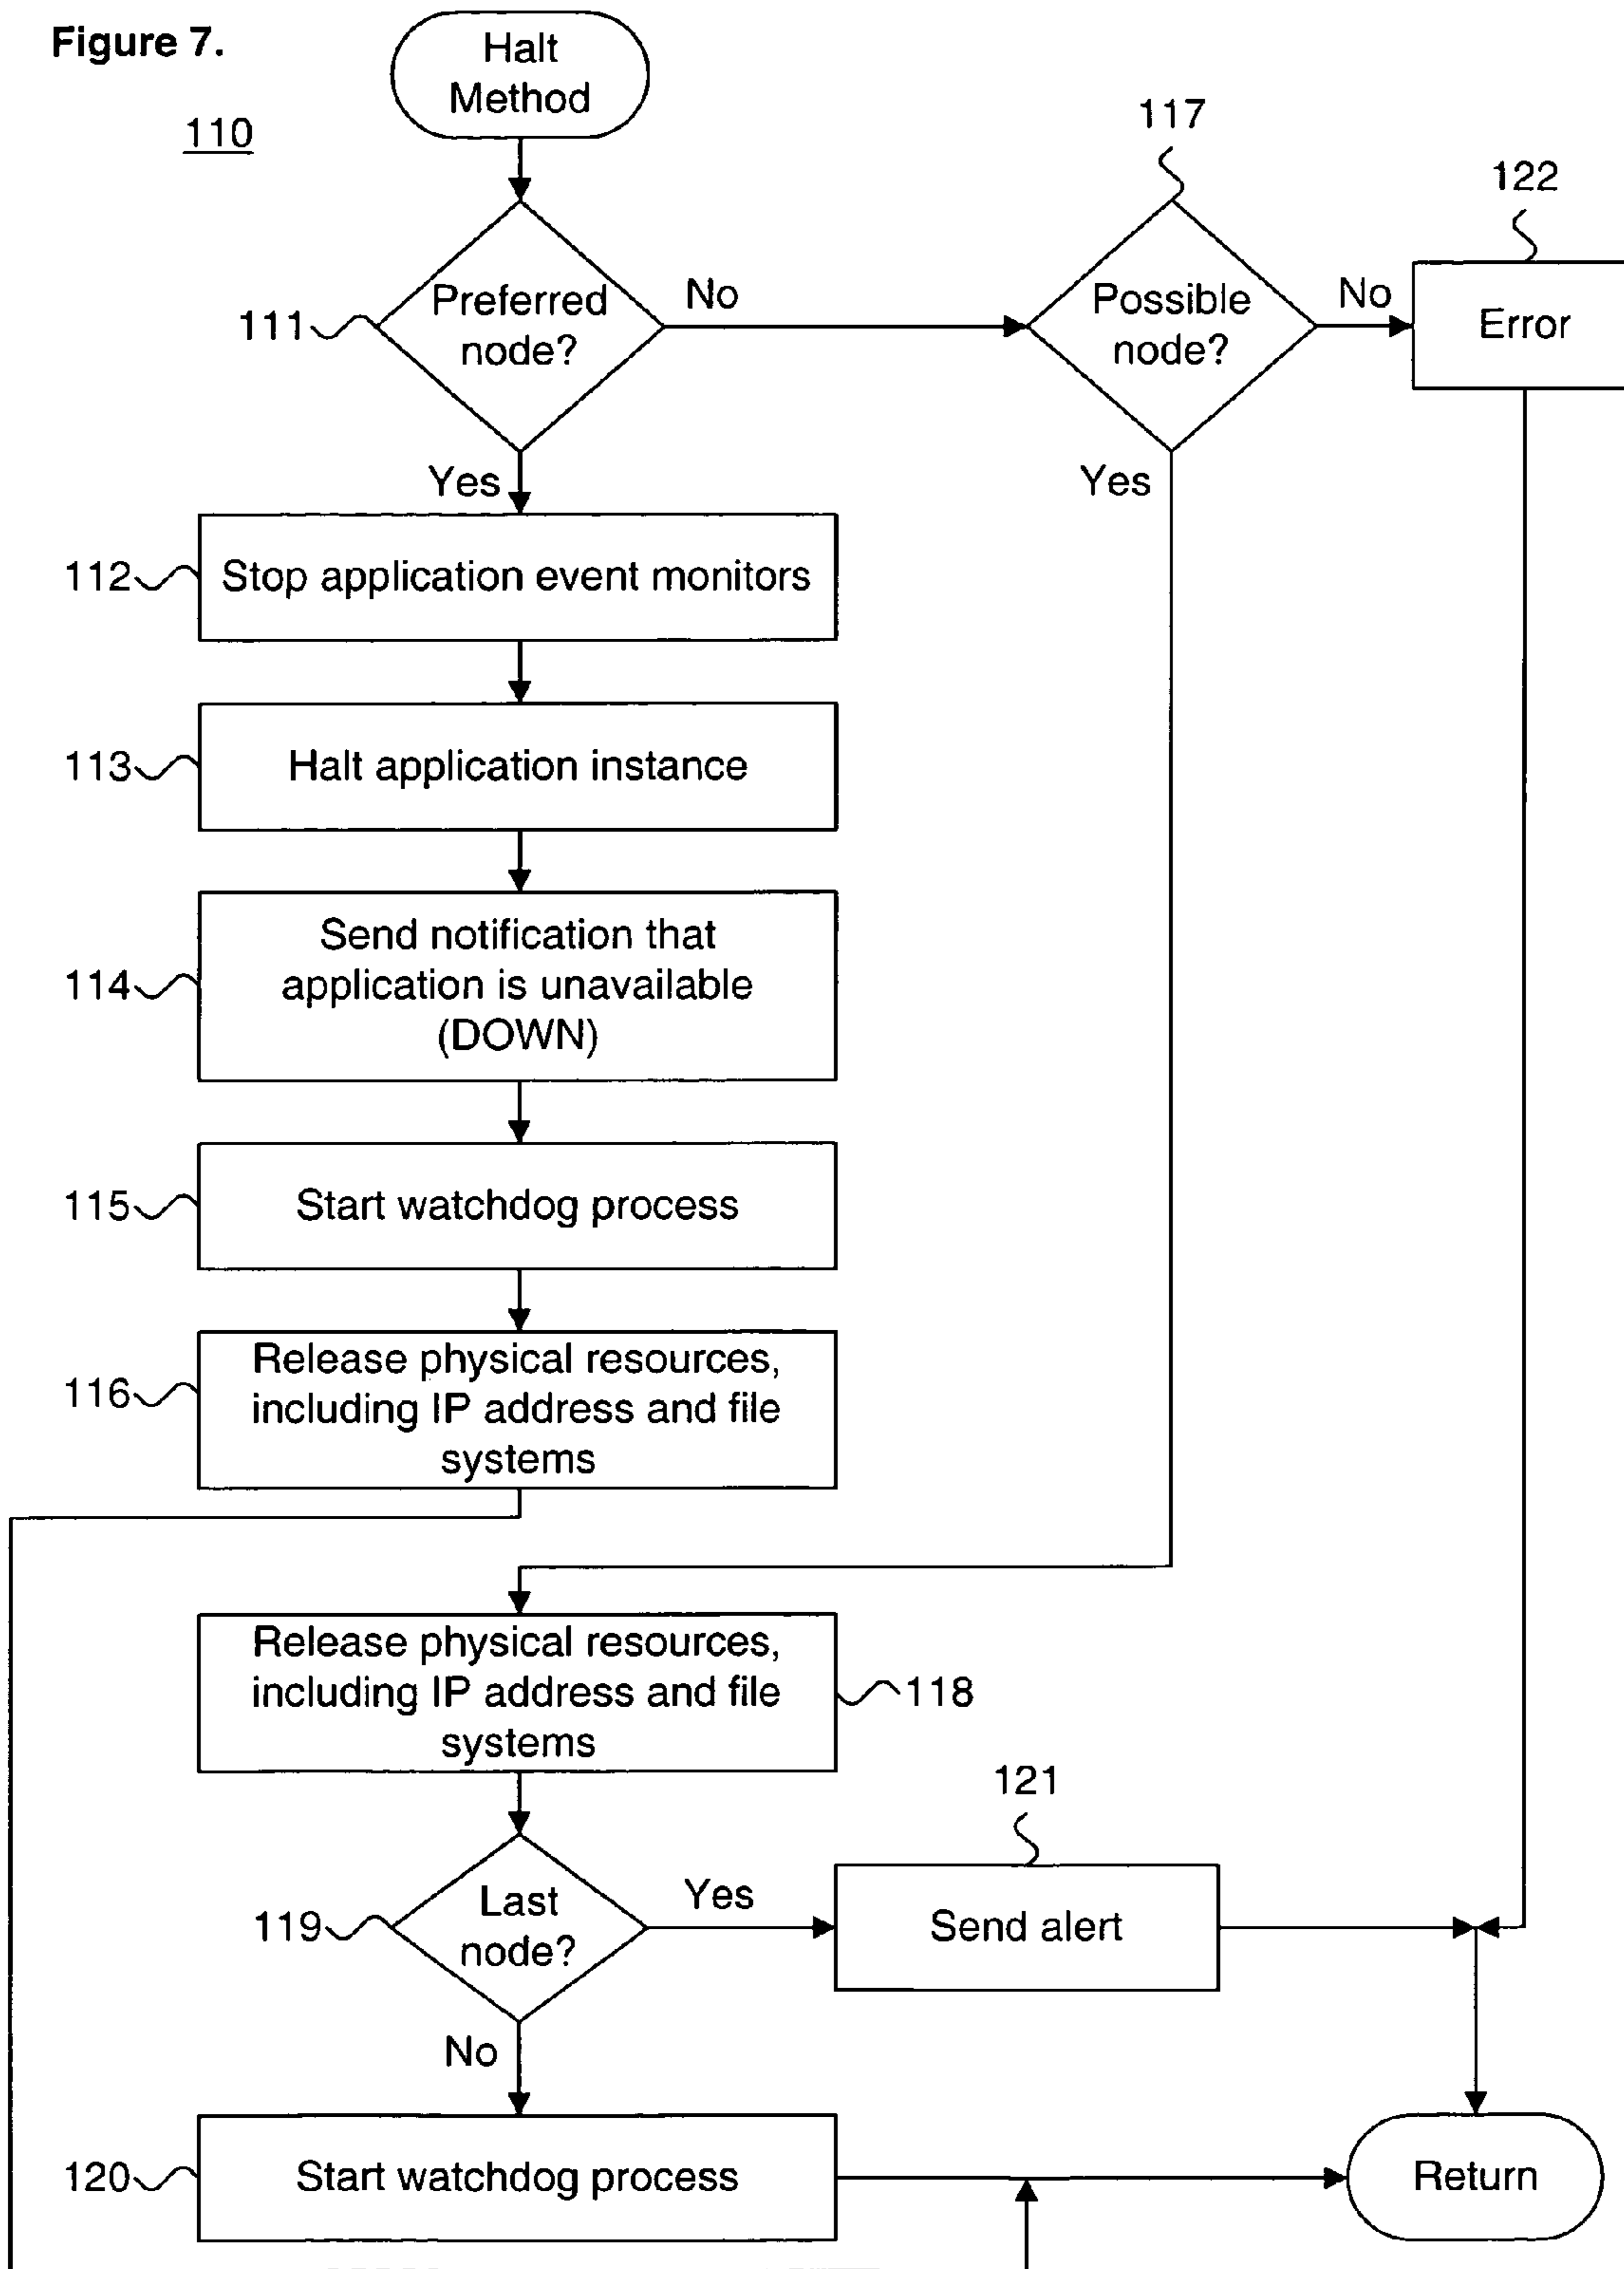 Figure 7.
110
Halt
Method
117
122
111
Preferred
node?
No
Possible
node?
No
Error
Yes
Yes
112
Stop application event monitors
113
Halt application instance
114
Send notification that
application is unavailable
(DOWN)
115
Start watchdog process
116
Release physical resources,
including IP address and file
systems
Release physical resources,
including IP address and file
systems
118
121
119
Last
node?
Yes
Send alert
No
120
Start watchdog process
Return